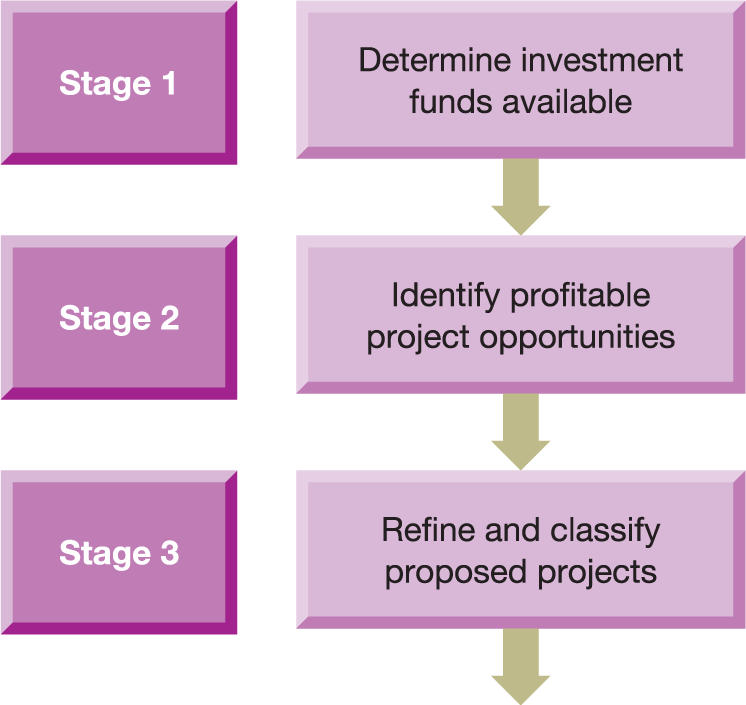 Stage 1
Determine investment
funds available
Stage 2
Identify profitable
project opportunities
Stage 3
Refine and classify
proposed projects